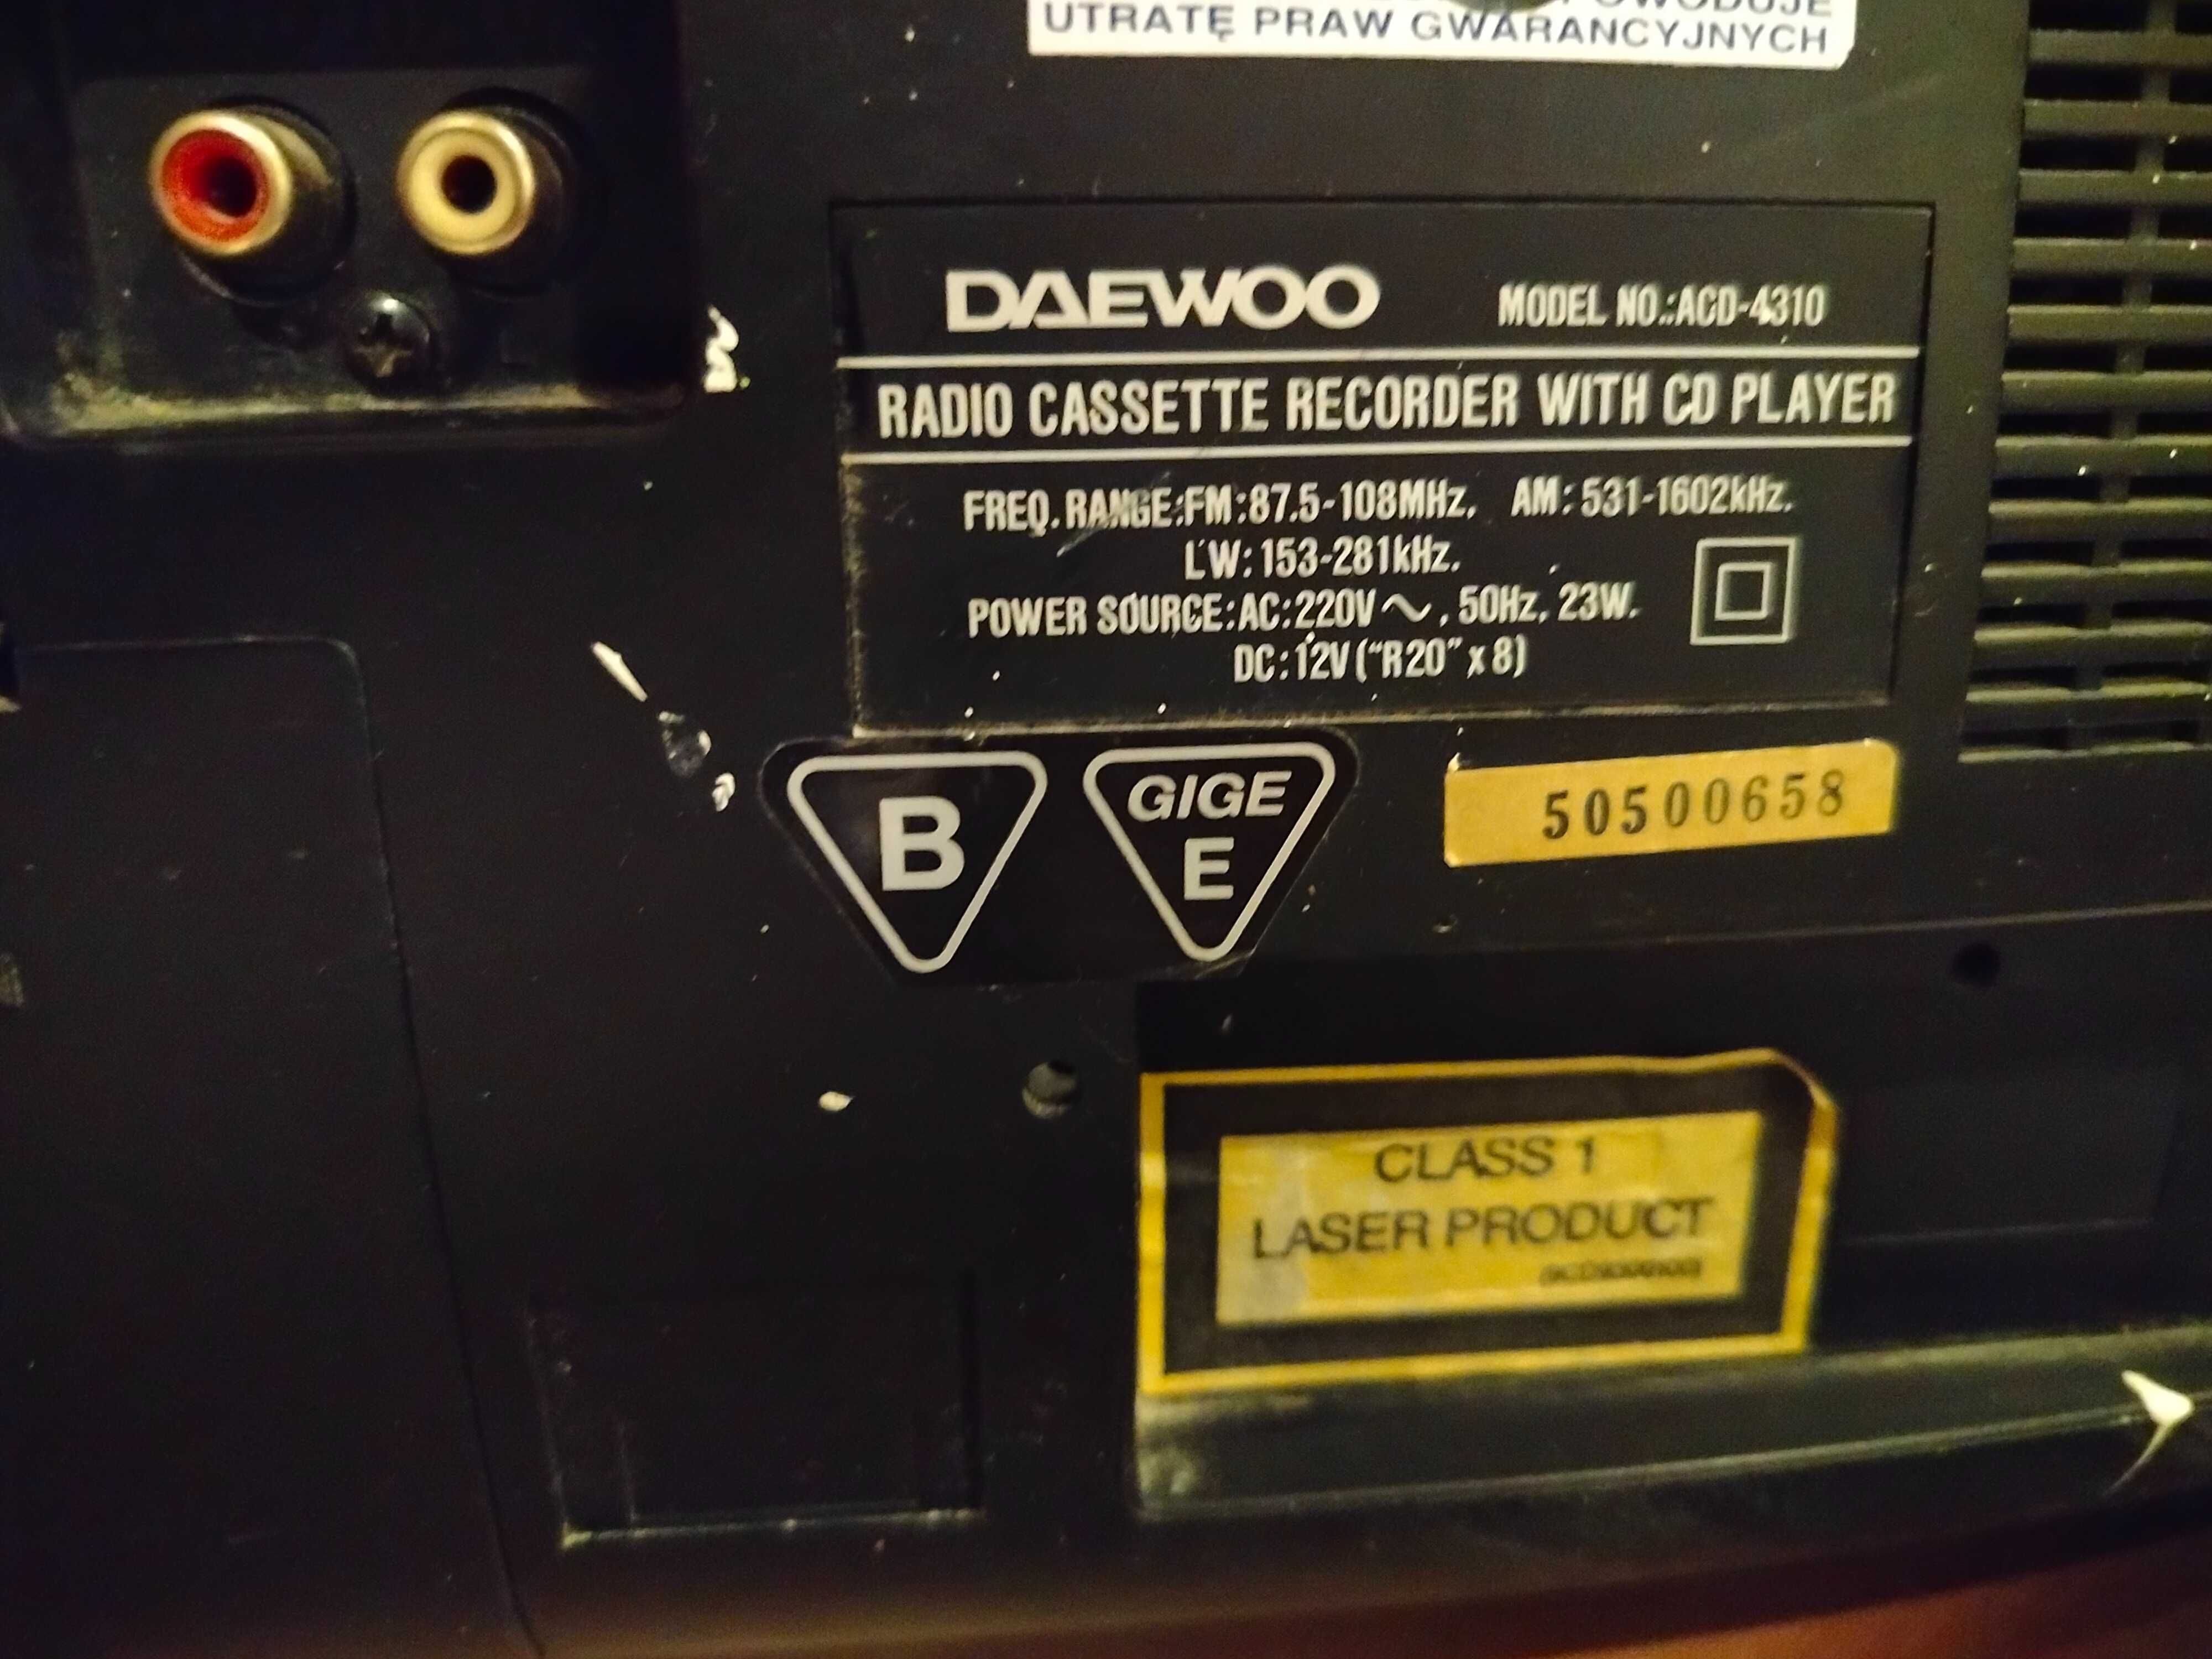 POWODUJE
UTRATĘ PRAW GWARANCYJNYCH
DAEWOO MODEL NO.:ACD-4310
RADIO CASSETTE RECORDER WITH CD PLAYER
FREQ. RANGE:FM:87.5-108MHz, AM:531-1602kHz.
LW:153-281kHz.
POWER SOURCE:AC:220V~, 50Hz, 23W.
DC:12V("R20" x 8)
B
GIGE
E
50500658
CLASS 1
LASER PRODUCT